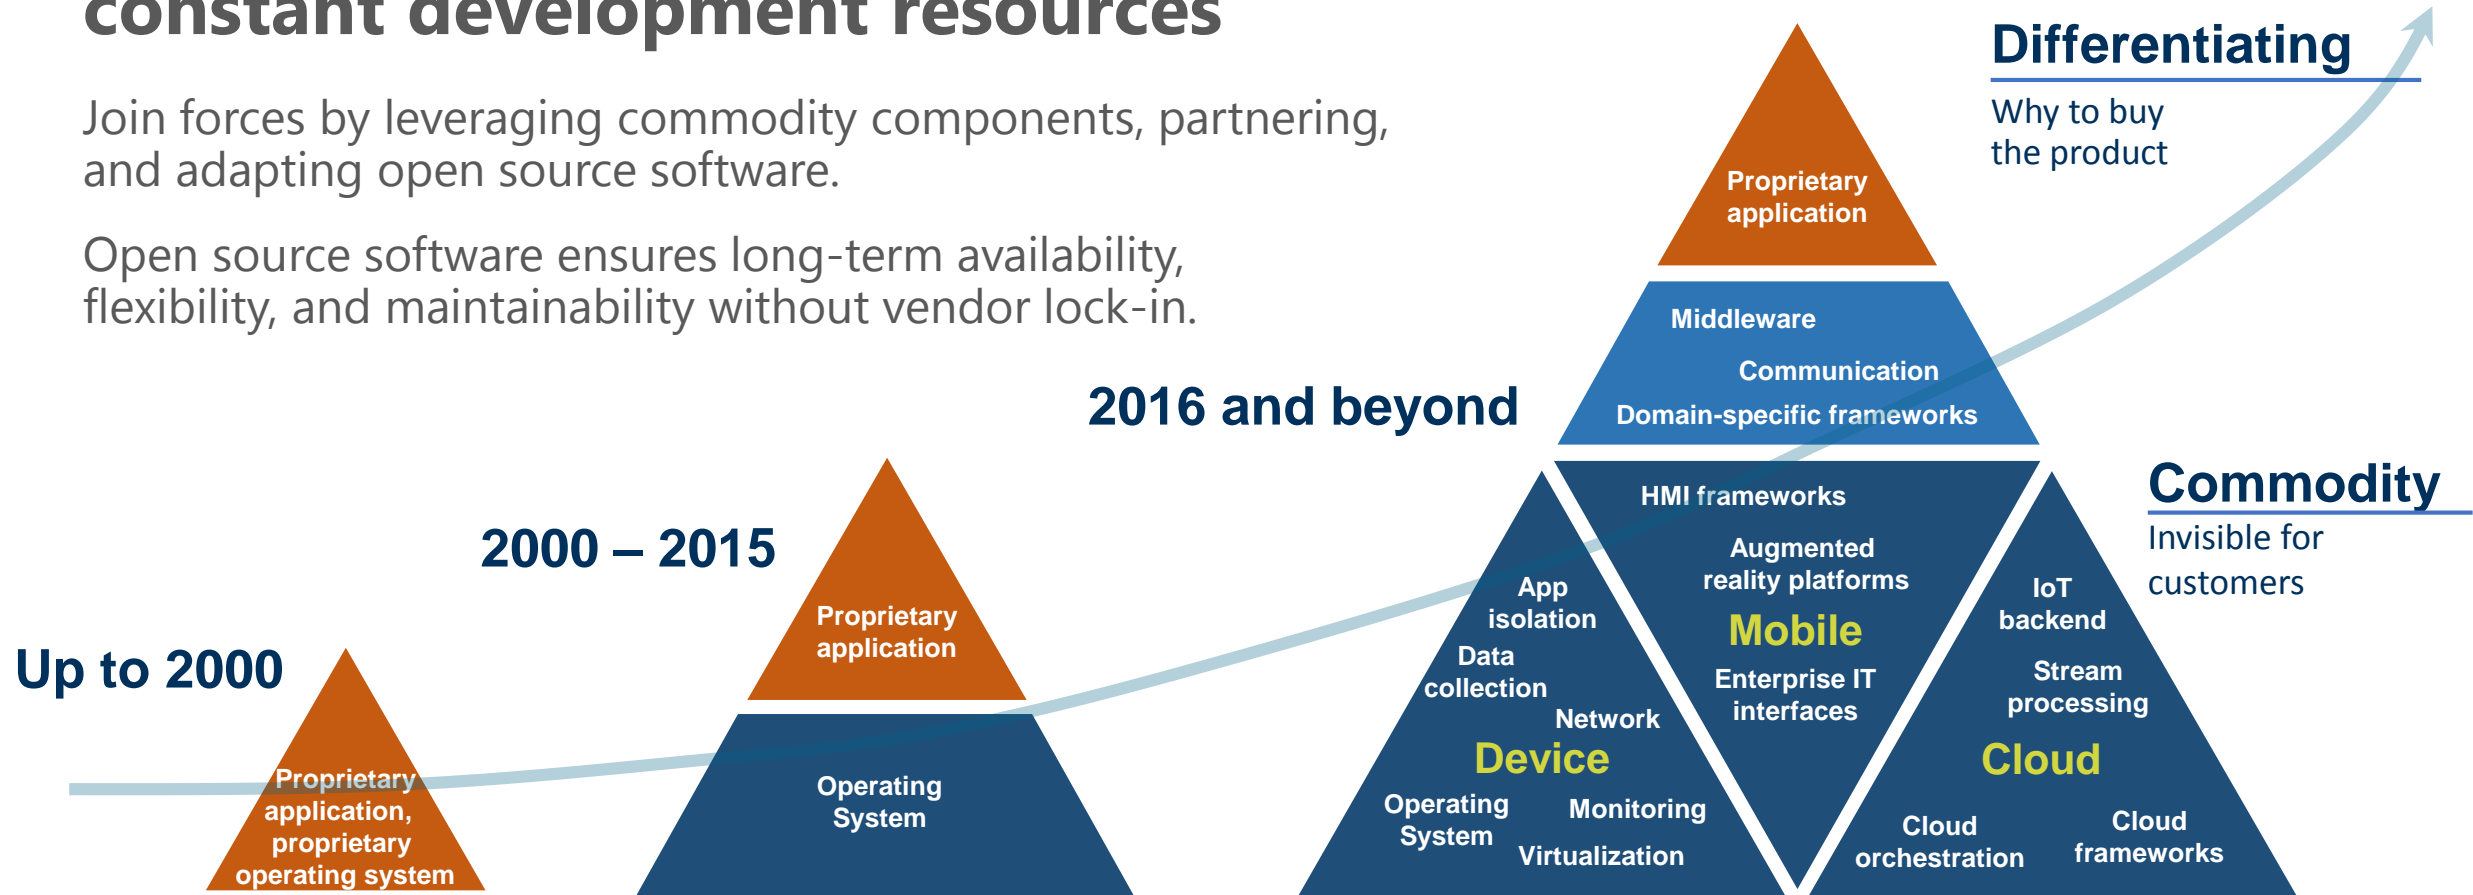 constant development resources
Join forces by leveraging commodity components, partnering,
and adapting open source software.
Open source software ensures long-term availability,
flexibility, and maintainability without vendor lock-in.
Up to 2000
Proprietary
application,
proprietary
operating system
2000 – 2015
Proprietary
application
Operating
System
2016 and beyond
Proprietary
application
Middleware
Communication
Domain-specific frameworks
HMI frameworks
Augmented
reality platforms
Mobile
Enterprise IT
interfaces
App
isolation
Data
collection
Network
Device
Operating
System
Monitoring
Virtualization
IoT
backend
Stream
processing
Cloud
Cloud
orchestration
Cloud
frameworks
Differentiating
Why to buy
the product
Commodity
Invisible for
customers